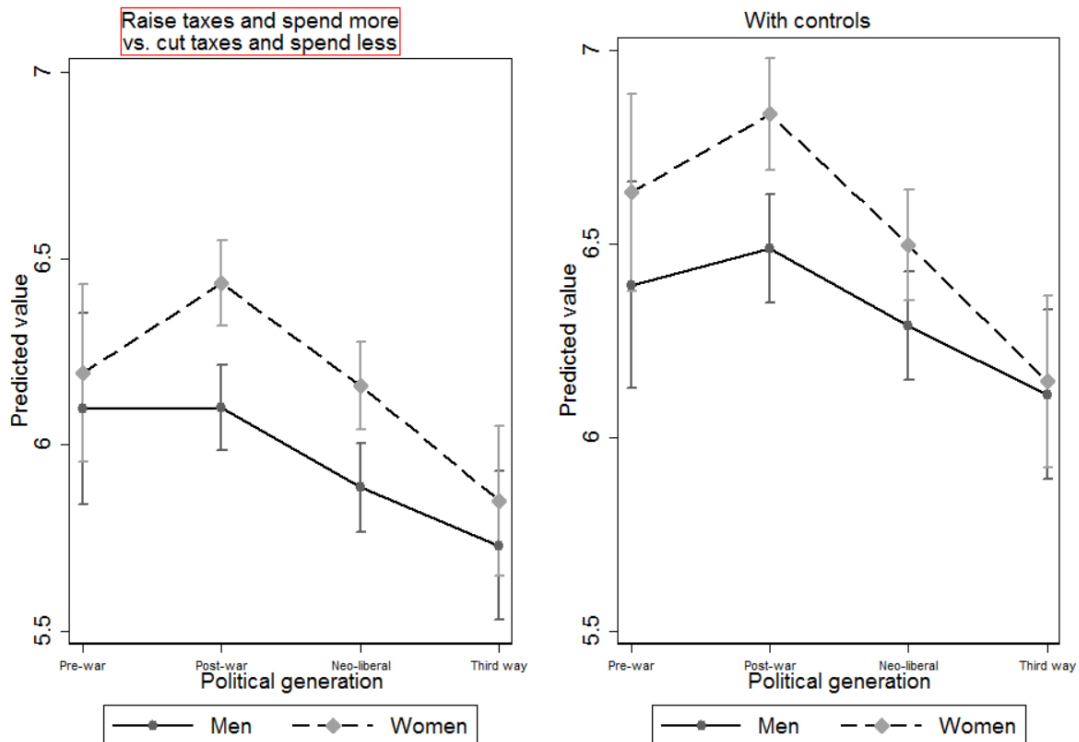 Raise taxes and spend more
vs. cut taxes and spend less
Predicted value
7
6.5
6
5.5
Pre-war Post-war Neo-liberal Third way
Political generation
Men Women
With controls
Predicted value
7
6.5
6
5.5
Pre-war Post-war Neo-liberal Third way
Political generation
Men Women